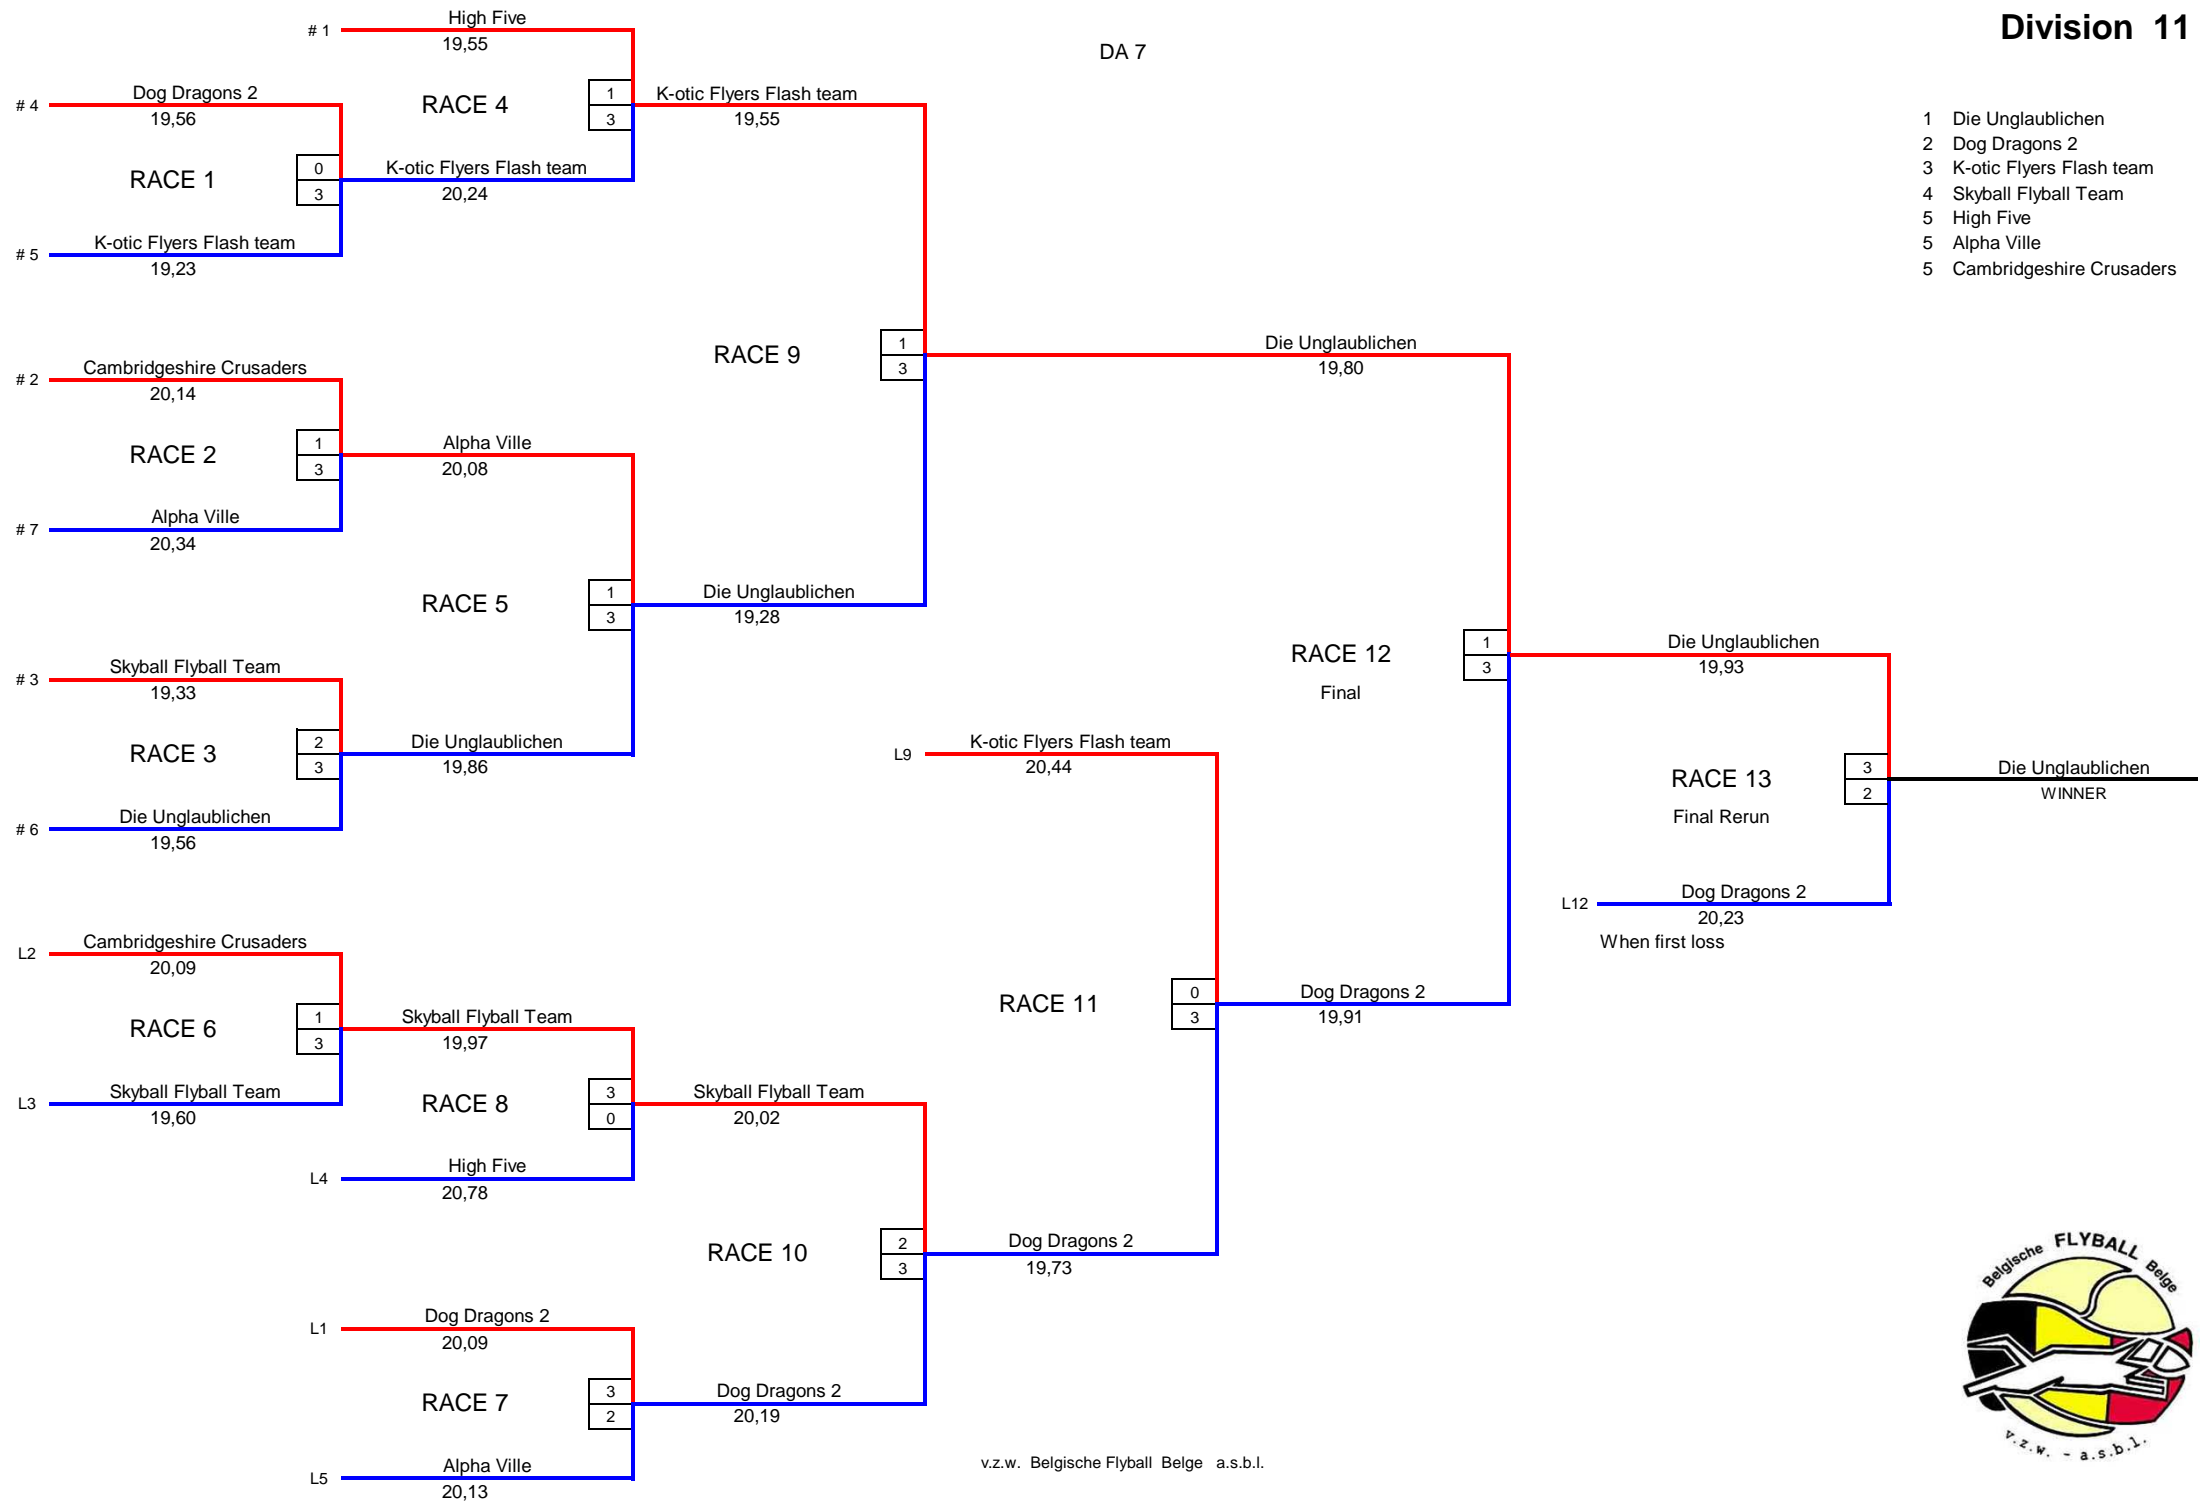 Division 11
DA 7
1 Die Unglaublichen
2 Dog Dragons 2
3 K-otic Flyers Flash team
4 Skyball Flyball Team
5 High Five
5 Alpha Ville
5 Cambridgeshire Crusaders
# 1 High Five
19,55
# 4 Dog Dragons 2
19,56
RACE 1
0
3
# 5 K-otic Flyers Flash team
19,23
RACE 4
1
3
K-otic Flyers Flash team
20,24
K-otic Flyers Flash team
19,55
# 2 Cambridgeshire Crusaders
20,14
RACE 2
1
3
# 7 Alpha Ville
20,34
Alpha Ville
20,08
RACE 5
1
3
# 3 Skyball Flyball Team
19,33
RACE 3
2
3
# 6 Die Unglaublichen
19,56
Die Unglaublichen
19,86
Die Unglaublichen
19,28
RACE 9
1
3
Die Unglaublichen
19,80
RACE 12
Final
1
3
Die Unglaublichen
19,93
RACE 13
Final Rerun
3
2
Die Unglaublichen
WINNER
L12 Dog Dragons 2
20,23
When first loss
L9 K-otic Flyers Flash team
20,44
RACE 11
0
3
Dog Dragons 2
19,91
L2 Cambridgeshire Crusaders
20,09
RACE 6
1
3
L3 Skyball Flyball Team
19,60
Skyball Flyball Team
19,97
RACE 8
3
0
L4 High Five
20,78
Skyball Flyball Team
20,02
RACE 10
2
3
Dog Dragons 2
19,73
L1 Dog Dragons 2
20,09
RACE 7
3
2
L5 Alpha Ville
20,13
Dog Dragons 2
20,19
v.z.w. Belgische Flyball Belge a.s.b.l.
Belgische FLYBALL Belge
v.z.w. - a.s.b.l.